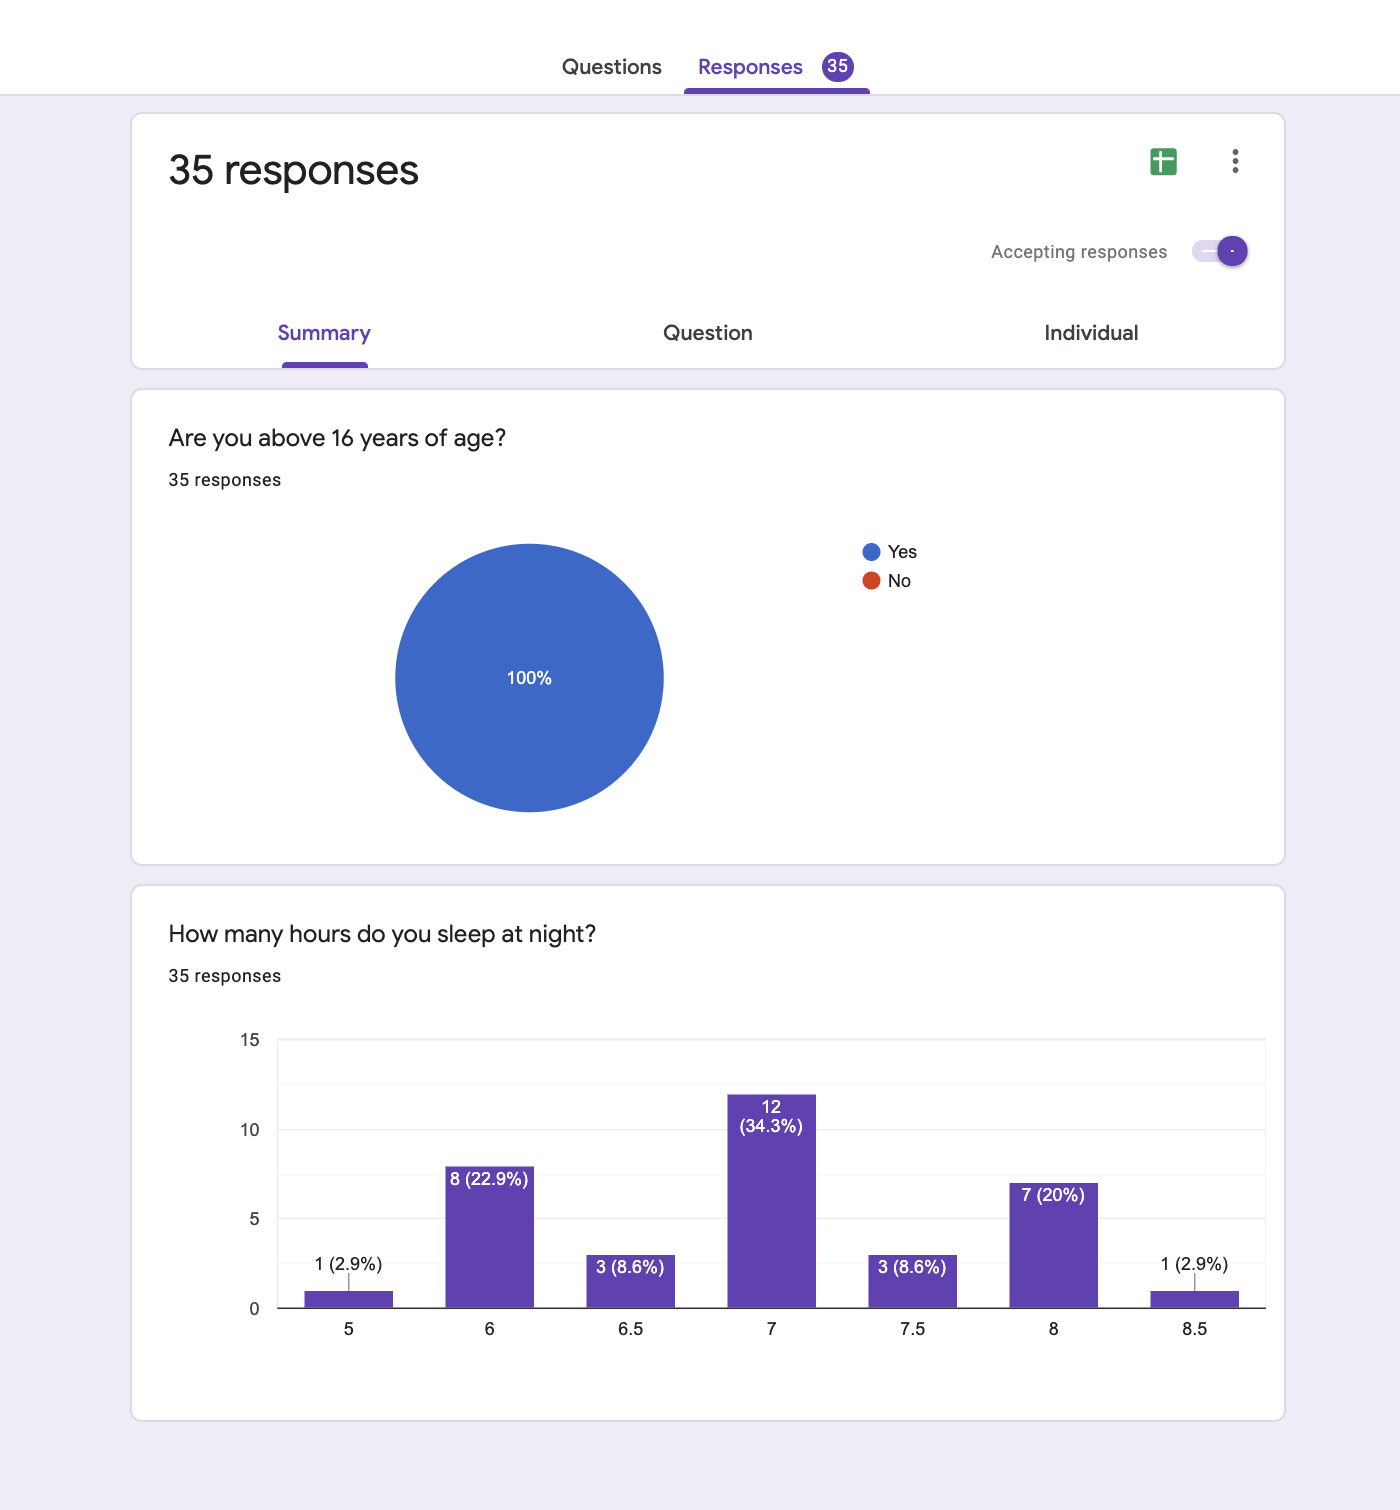 Questions Responses 35
35 responses
Accepting responses
Summary Question Individual
Are you above 16 years of age?
35 responses
Yes
No
100%
How many hours do you sleep at night?
35 responses
15
10
5
0
1 (2.9%)
8 (22.9%)
3 (8.6%)
12
(34.3%)
3 (8.6%)
7 (20%)
1 (2.9%)
5 6 6.5 7 7.5 8 8.5